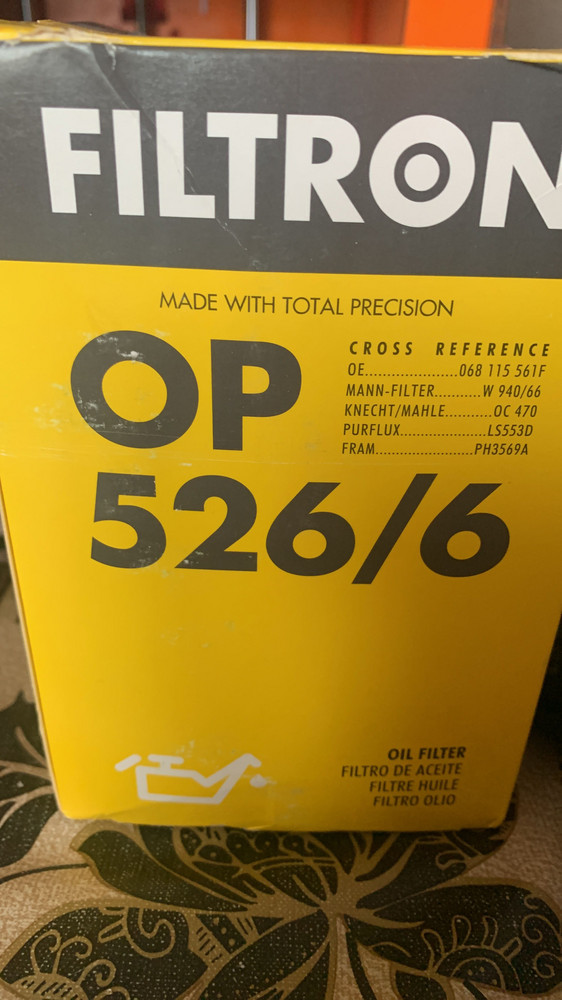 FILTRON
MADE WITH TOTAL PRECISION
OP
526/6
CROSS REFERENCE
OE....................068 115 561F
MANN-FILTER..........W 940/66
KNECHT/MAHLE..........OC 470
PURFLUX...................LS553D
FRAM......................PH3569A
OIL FILTER
FILTRO DE ACEITE
FILTRE HUILE
FILTRO OLIO